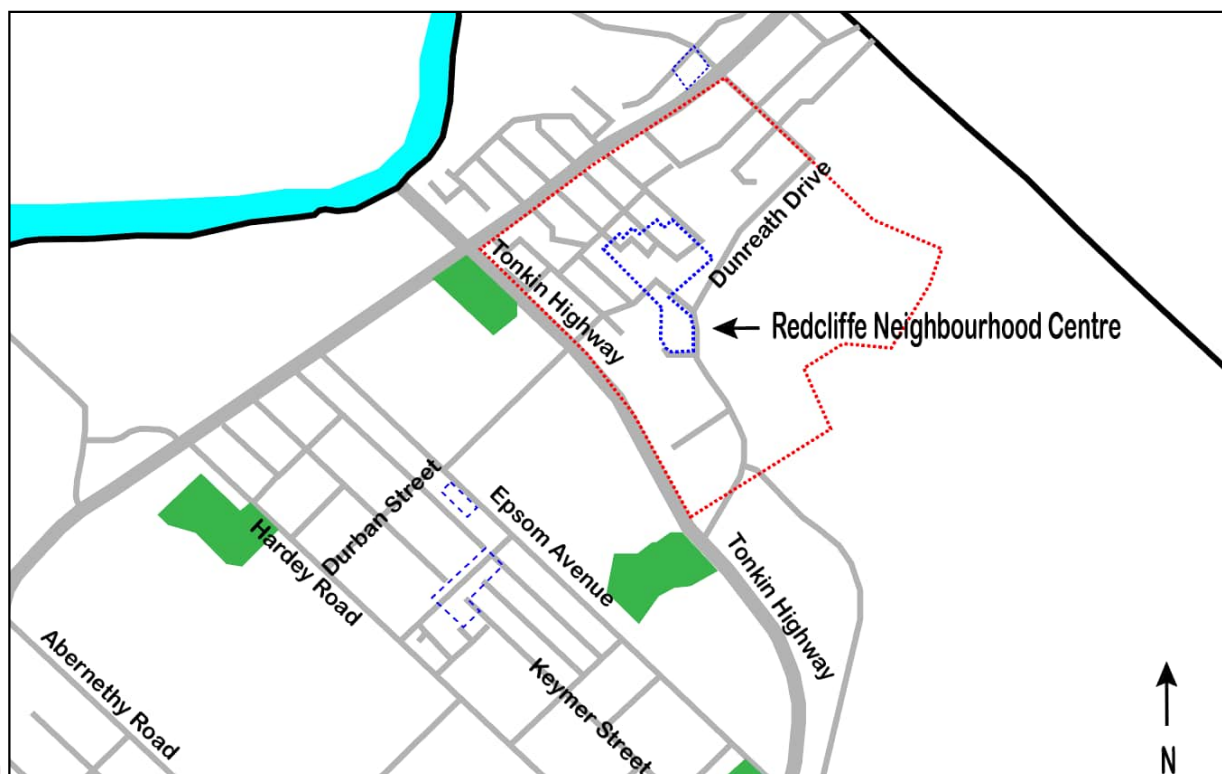 Dunreath Drive
Tonkin Highway
Redcliffe Neighbourhood Centre
Durban Street
Epsom Avenue
Hardey Road
Tonkin Highway
Abernethy Road
Keymer Street
N